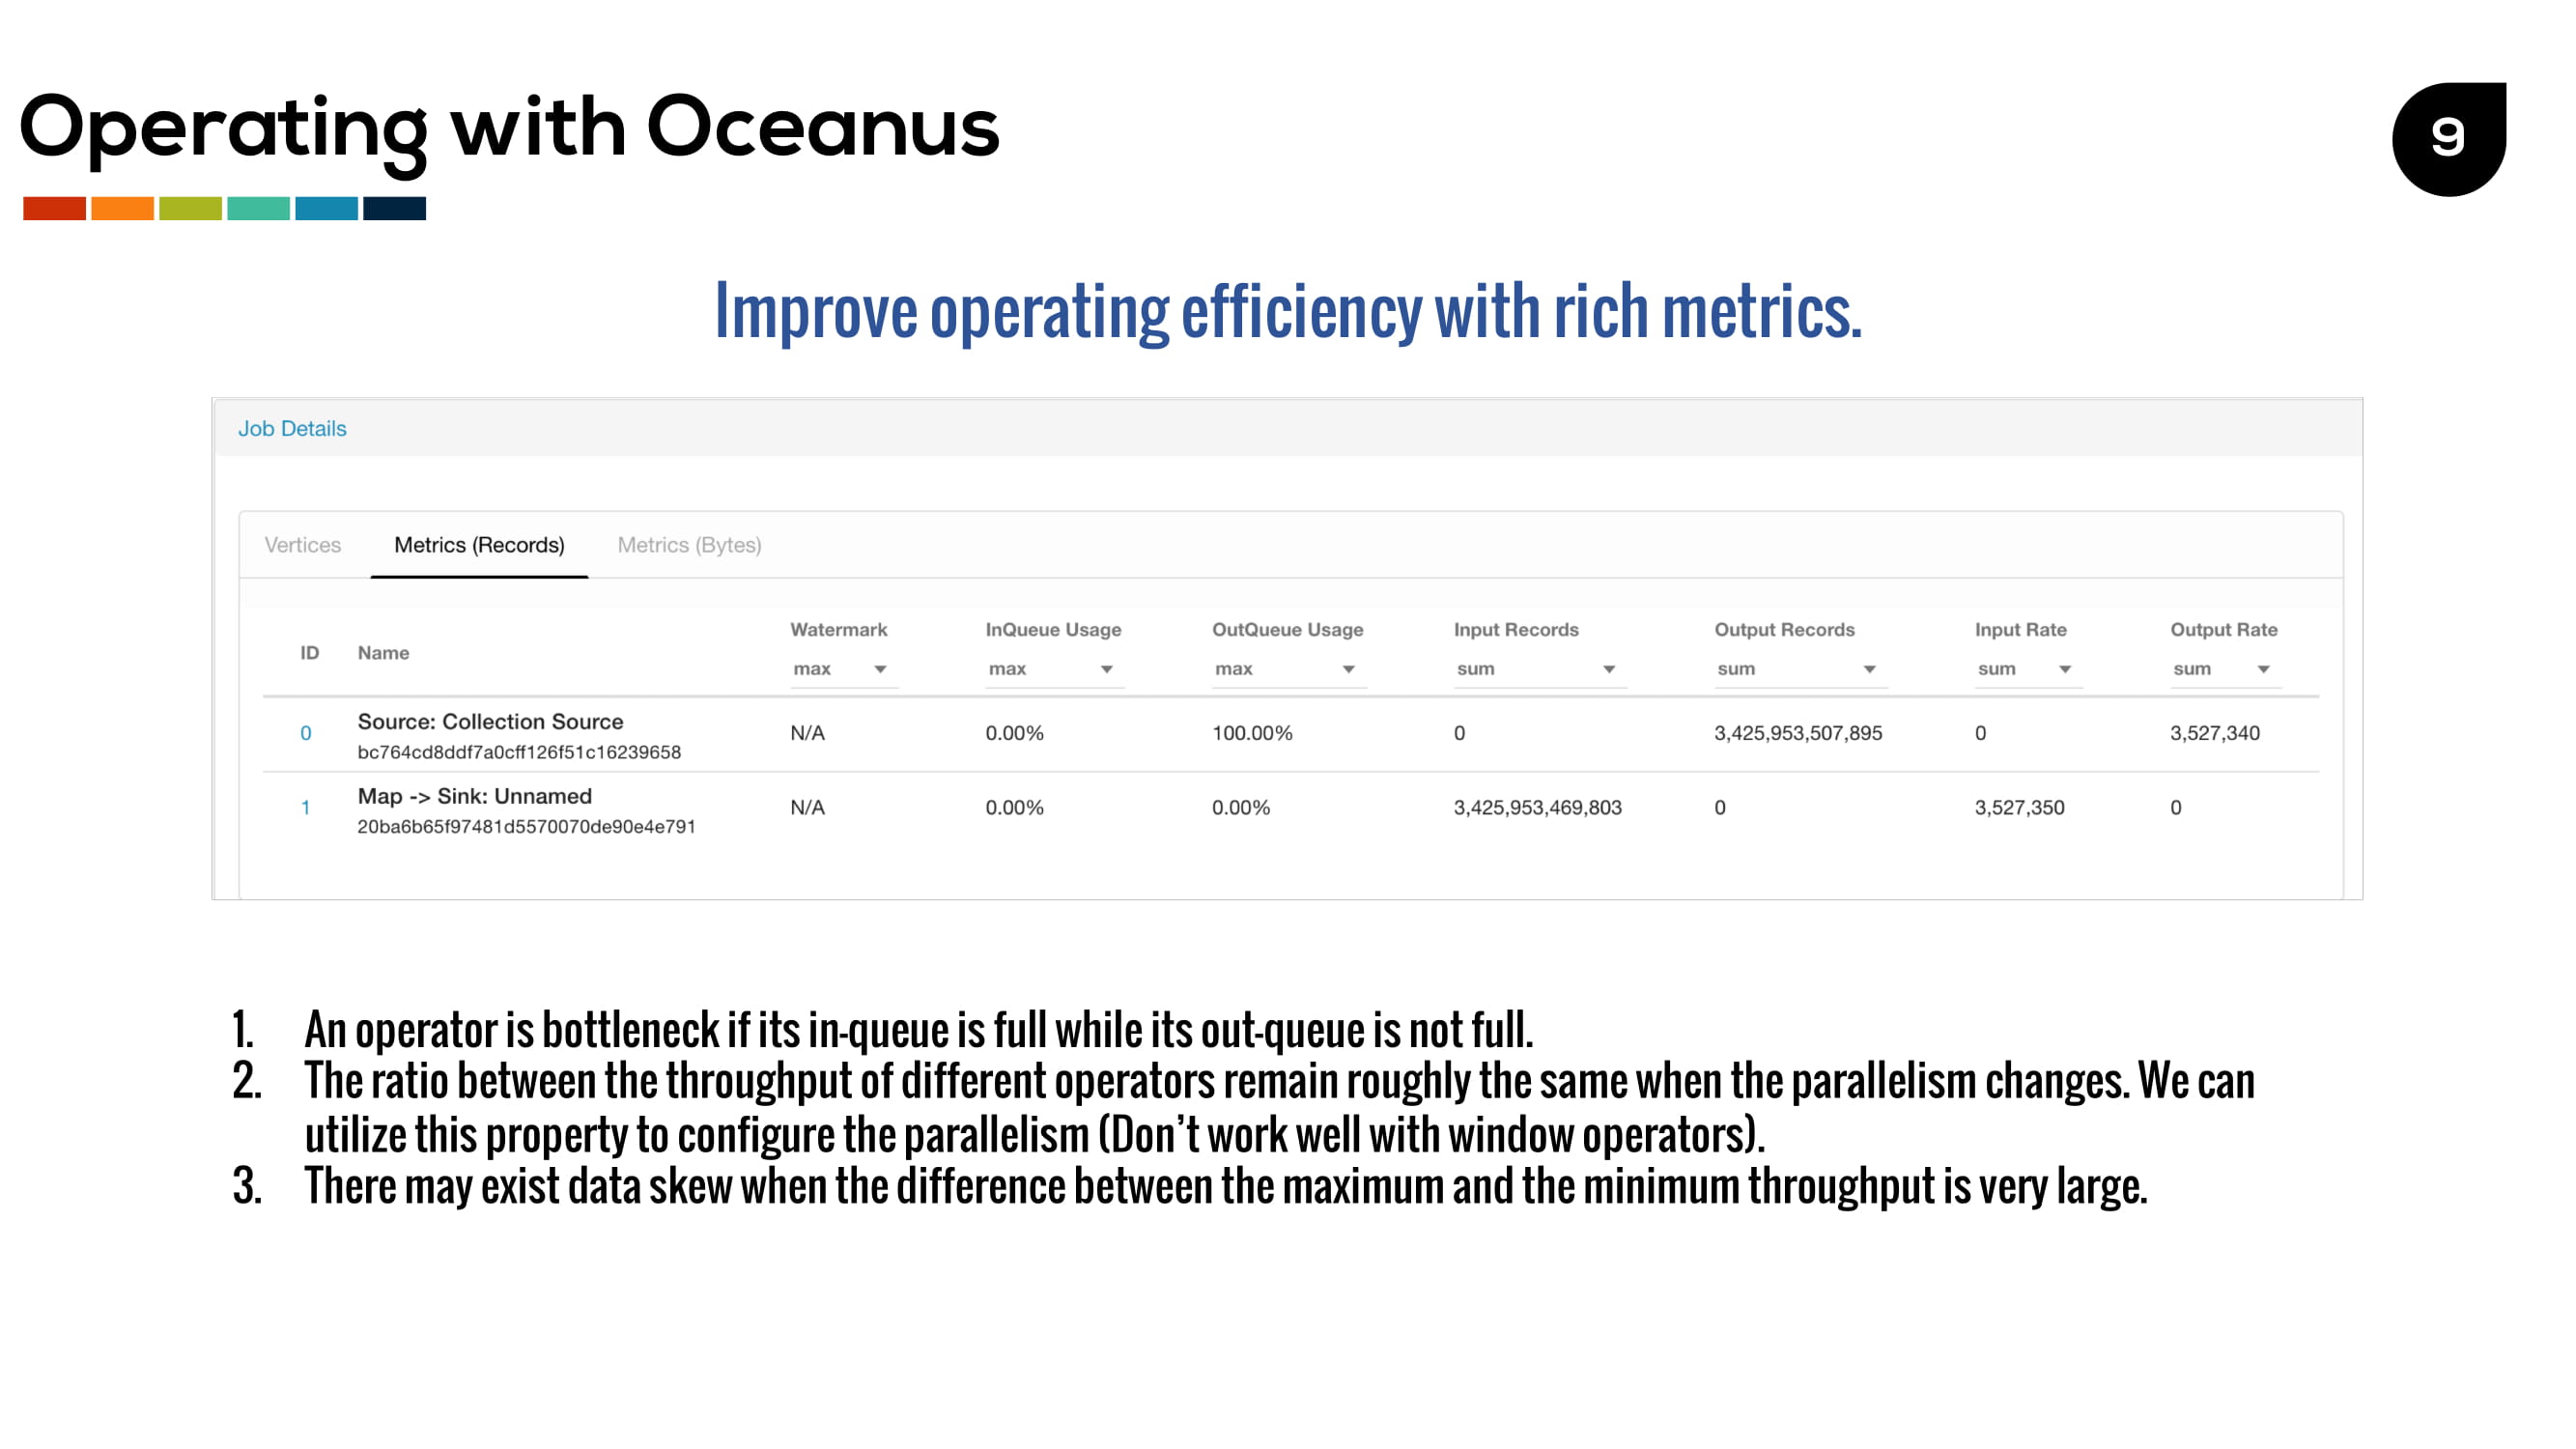 Operating with Oceanus
9
Improve operating efficiency with rich metrics.
Job Details
Vertices Metrics (Records) Metrics (Bytes)
ID Name Watermark InQueue Usage OutQueue Usage Input Records Output Records Input Rate Output Rate
max max max sum sum sum sum
0 Source: Collection Source N/A 0.00% 100.00% 0 3,425,953,507,895 0 3,527,340
bc764cd8ddf7a0cff126f51c16239658
1 Map -> Sink: Unnamed N/A 0.00% 0.00% 3,425,953,469,803 0 3,527,350 0
20ba6b65f97481d5570070de90e4e791
1. An operator is bottleneck if its in-queue is full while its out-queue is not full.
2. The ratio between the throughput of different operators remain roughly the same when the parallelism changes. We can
utilize this property to configure the parallelism (Don’t work well with window operators).
3. There may exist data skew when the difference between the maximum and the minimum throughput is very large.